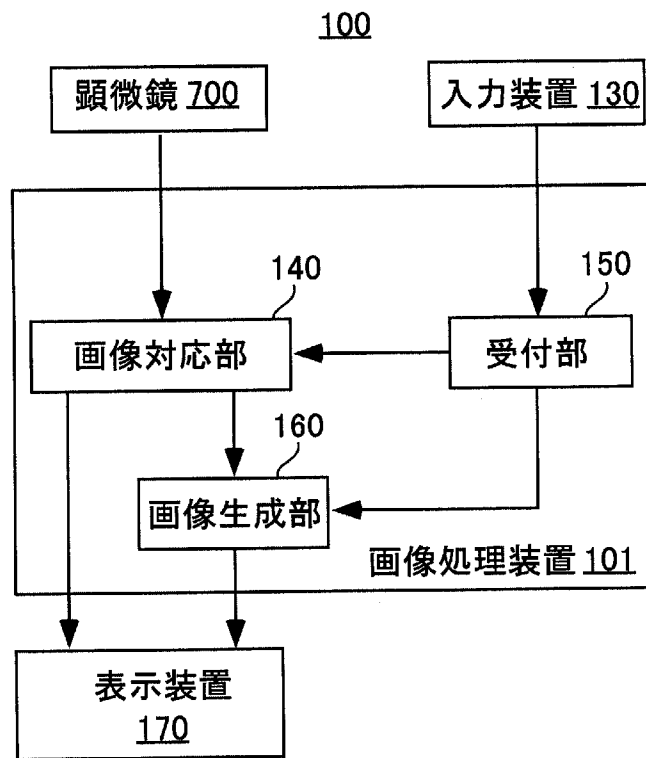 100
顕微鏡 700
入力装置 130
140
150
画像対応部
受付部
160
画像生成部
画像処理装置 101
表示装置
170